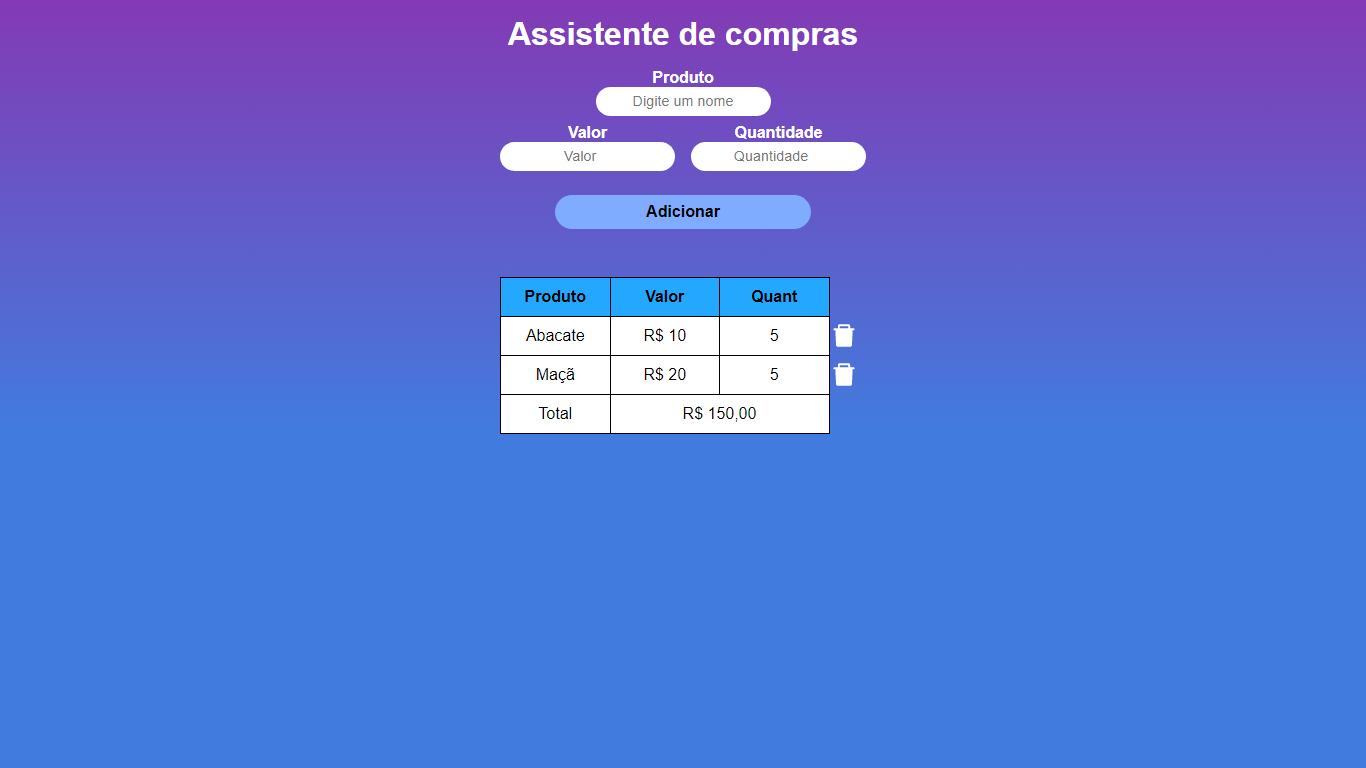 Assistente de compras
Produto
Digite um nome
Valor Quantidade
Valor Quantidade
Adicionar
Produto Valor Quant
Abacate R$ 10 5
Maçã R$ 20 5
Total R$ 150,00